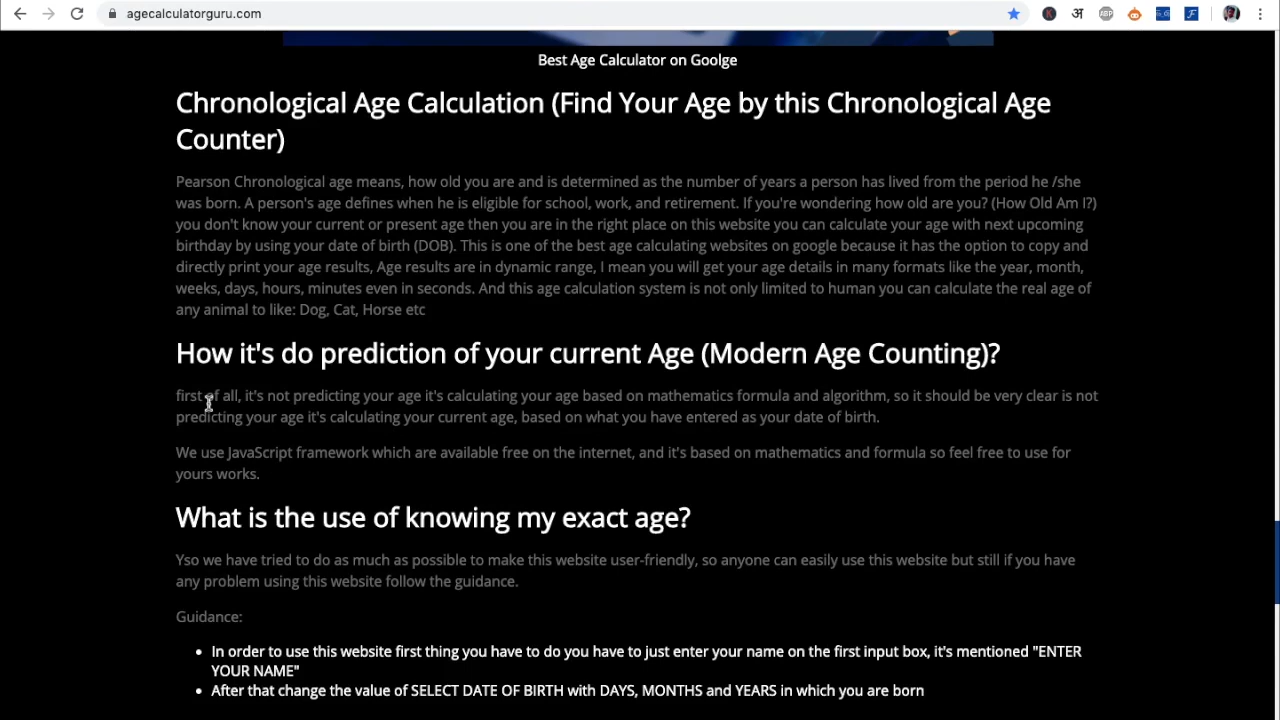 agecalculatorguru.com
Best Age Calculator on Goolge
Chronological Age Calculation (Find Your Age by this Chronological Age
Counter)
Pearson Chronological age means, how old you are and is determined as the number of years a person has lived from the period he /she
was born. A person's age defines when he is eligible for school, work, and retirement. If you're wondering how old are you? (How Old Am I?)
you don't know your current or present age then you are in the right place on this website you can calculate your age with next upcoming
birthday by using your date of birth (DOB). This is one of the best age calculating websites on google because it has the option to copy and
directly print your age results, Age results are in dynamic range, I mean you will get your age details in many formats like the year, month,
weeks, days, hours, minutes even in seconds. And this age calculation system is not only limited to human you can calculate the real age of
any animal to like: Dog, Cat, Horse etc
How it's do prediction of your current Age (Modern Age Counting)?
first of all, it's not predicting your age it's calculating your age based on mathematics formula and algorithm, so it should be very clear is not
predicting your age it's calculating your current age, based on what you have entered as your date of birth.
We use JavaScript framework which are available free on the internet, and it's based on mathematics and formula so feel free to use for
yours works.
What is the use of knowing my exact age?
Yso we have tried to do as much as possible to make this website user-friendly, so anyone can easily use this website but still if you have
any problem using this website follow the guidance.
Guidance:
In order to use this website first thing you have to do you have to just enter your name on the first input box, it's mentioned "ENTER
YOUR NAME"
After that change the value of SELECT DATE OF BIRTH with DAYS, MONTHS and YEARS in which you are born